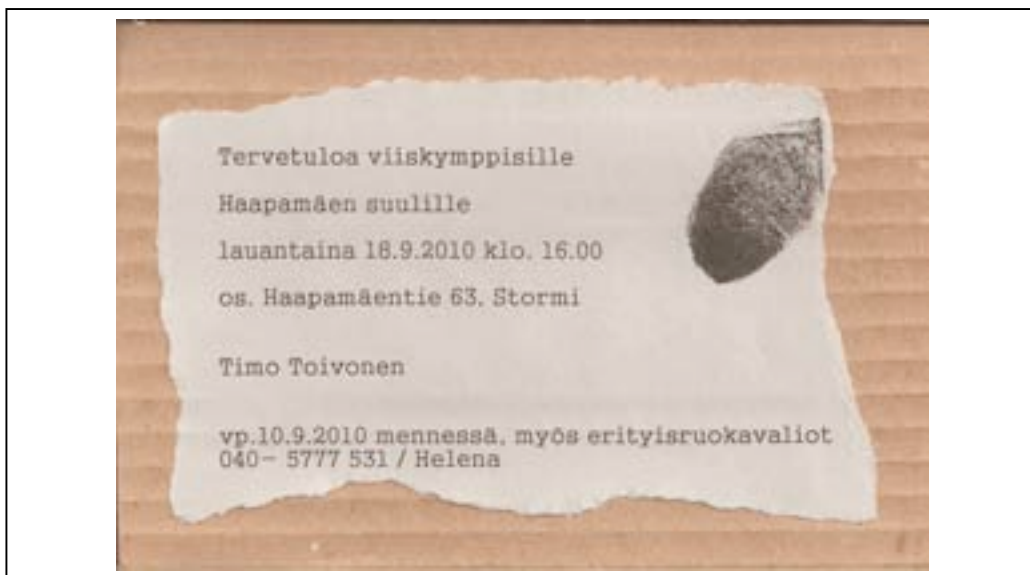 Tervetuloa viiskymppisille
Haapamäen suulille
lauantaina 18.9.2010 klo. 16.00
os. Haapamäentie 63. Stormi
Timo Toivonen
vp.10.9.2010 mennessä, myös erityisruokavaliot
040- 5777 531 / Helena